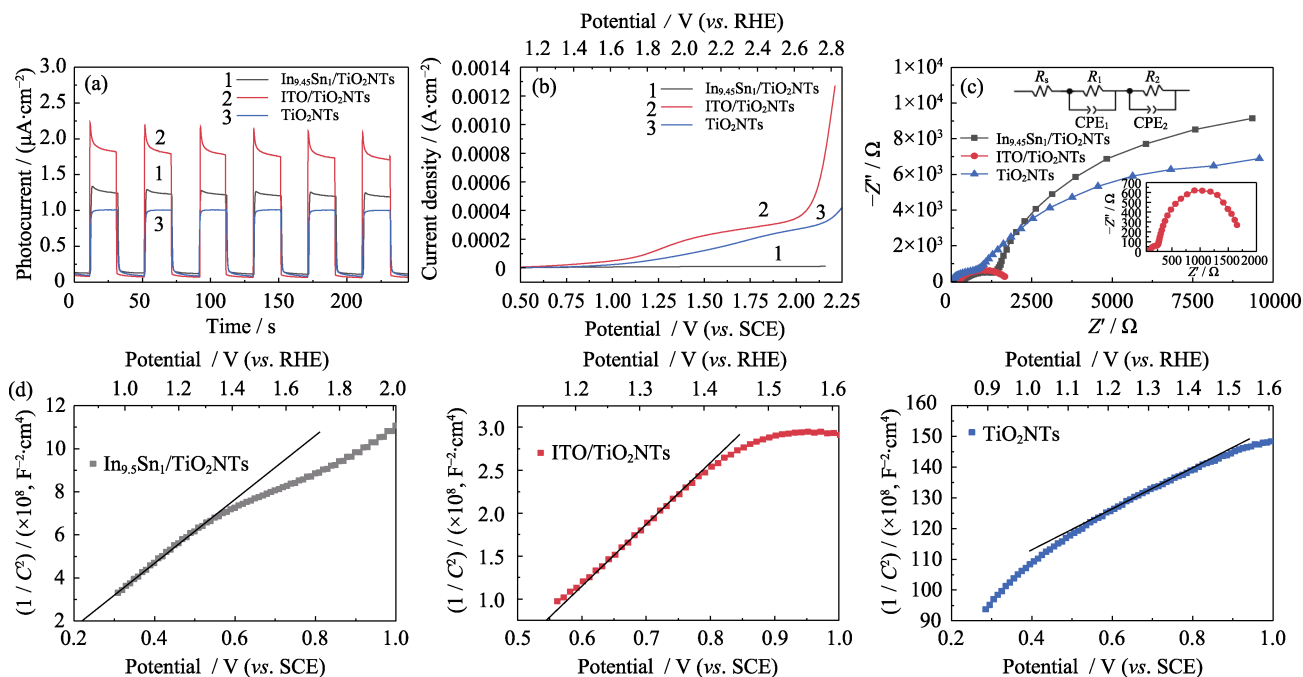 (a)
1 In₉.₄₅Sn₁/TiO₂NTs
2 ITO/TiO₂NTs
3 TiO₂NTs
2
1
3
3.0
2.5
2.0
1.5
1.0
0.5
0
Photocurrent / (μA·cm⁻²)
0 50 100 150 200
Time / s
Potential / V (vs. RHE)
1.2 1.4 1.6 1.8 2.0 2.2 2.4 2.6 2.8
(b)
1 In₉.₄₅Sn₁/TiO₂NTs
2 ITO/TiO₂NTs
3 TiO₂NTs
2
3
1
0.0014
0.0012
0.0010
0.0008
0.0006
0.0004
0.0002
0
Current density / (A·cm⁻²)
0.50 0.75 1.00 1.25 1.50 1.75 2.00 2.25
Potential / V (vs. SCE)
(c)
Rₛ R₁ R₂
CPE₁ CPE₂
In₉.₄₅Sn₁/TiO₂NTs
ITO/TiO₂NTs
TiO₂NTs
1×10⁴
1×10⁴
8×10³
6×10³
4×10³
2×10³
0
−Z″ / Ω
0 2500 5000 7500 10000
Z′ / Ω
700
600
500
400
300
200
100
0
−Z″ / Ω
500 1000 1500 2000
Z′ / Ω
(d)
Potential / V (vs. RHE)
1.0 1.2 1.4 1.6 1.8 2.0
In₉.₅Sn₁/TiO₂NTs
12
11
10
8
6
4
2
(1 / C²) / (×10⁸, F⁻²·cm⁴)
0.2 0.4 0.6 0.8 1.0
Potential / V (vs. SCE)
Potential / V (vs. RHE)
1.2 1.3 1.4 1.5 1.6
ITO/TiO₂NTs
3.0
2.5
2.0
1.5
1.0
(1 / C²) / (×10⁸, F⁻²·cm⁴)
0.5 0.6 0.7 0.8 0.9 1.0
Potential / V (vs. SCE)
Potential / V (vs. RHE)
0.9 1.0 1.1 1.2 1.3 1.4 1.5 1.6
TiO₂NTs
160
150
140
130
120
110
100
90
(1 / C²) / (×10⁸, F⁻²·cm⁴)
0.2 0.4 0.6 0.8 1.0
Potential / V (vs. SCE)